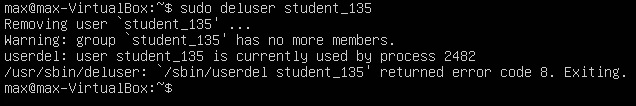 max@max-VirtualBox:~$ sudo deluser student_135
Removing user `student_135' ...
Warning: group `student_135' has no more members.
userdel: user student_135 is currently used by process 2482
/usr/sbin/deluser: `/sbin/userdel student_135' returned error code 8. Exiting.
max@max-VirtualBox:~$